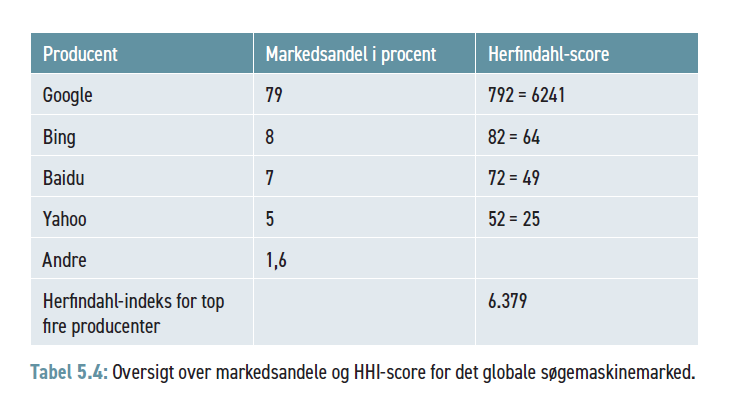 Producent Markedsandel i procent Herfindahl-score
Google 79 792 = 6241
Bing 8 82 = 64
Baidu 7 72 = 49
Yahoo 5 52 = 25
Andre 1,6
Herfindahl-indeks for top 6.379
fire producenter
Tabel 5.4: Oversigt over markedsandele og HHI-score for det globale søgemaskinemarked.